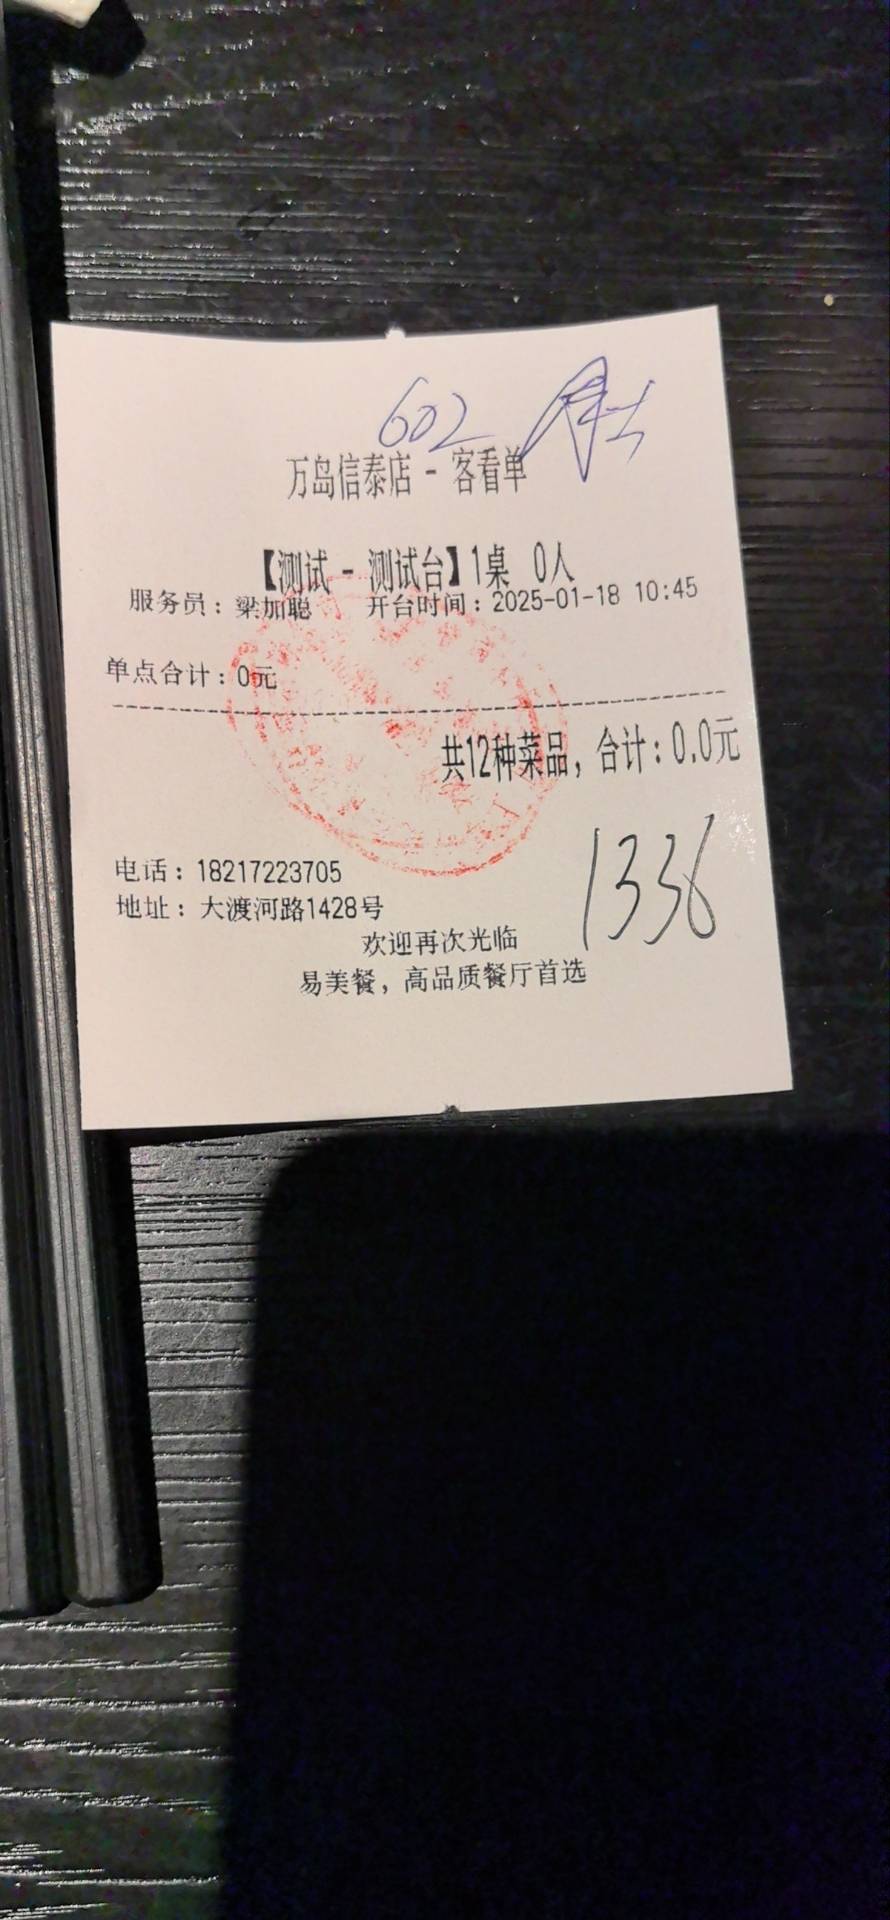 602
万岛信泰店 - 客看单
【测试 - 测试台】1桌 0人
服务员：梁加聪 开台时间：2025-01-18 10:45
单点合计：0元
共12种菜品，合计：0.0元
1336
电话：18217223705
地址：大渡河路1428号
欢迎再次光临
易美餐，高品质餐厅首选